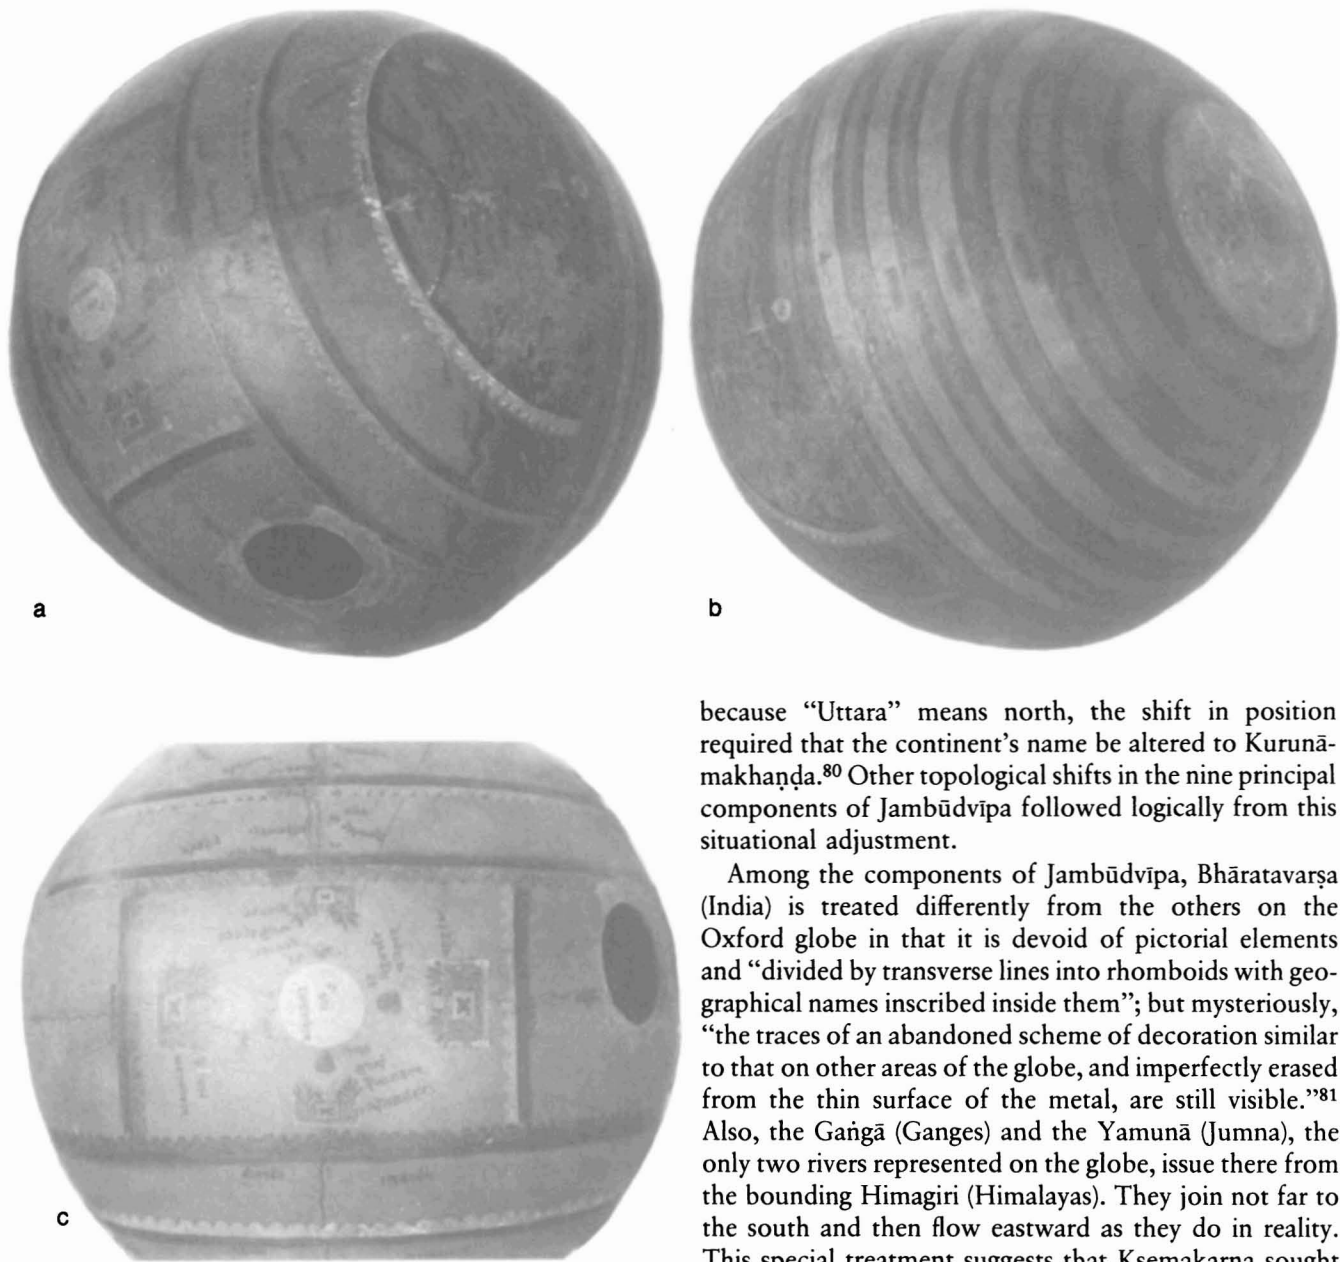 a
b
c
because “Uttara” means north, the shift in position
required that the continent’s name be altered to Kurunā-
makhaṇḍa.80 Other topological shifts in the nine principal
components of Jambūdvīpa followed logically from this
situational adjustment.
Among the components of Jambūdvīpa, Bhāratavarṣa
(India) is treated differently from the others on the
Oxford globe in that it is devoid of pictorial elements
and “divided by transverse lines into rhomboids with geo-
graphical names inscribed inside them”; but mysteriously,
“the traces of an abandoned scheme of decoration similar
to that on other areas of the globe, and imperfectly erased
from the thin surface of the metal, are still visible.”81
Also, the Gaṅgā (Ganges) and the Yamunā (Jumna), the
only two rivers represented on the globe, issue there from
the bounding Himagiri (Himalayas). They join not far to
the south and then flow eastward as they do in reality.
This special treatment suggests that Ksemakarna sought